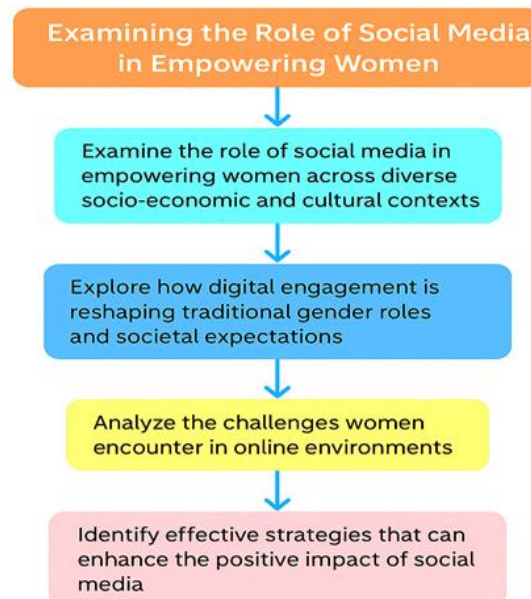 Examining the Role of Social Media
in Empowering Women
Examine the role of social media in
empowering women across diverse
socio-economic and cultural contexts
Explore how digital engagement is
reshaping traditional gender roles
and societal expectations
Analyze the challenges women
encounter in online environments
Identify effective strategies that can
enhance the positive impact of social
media